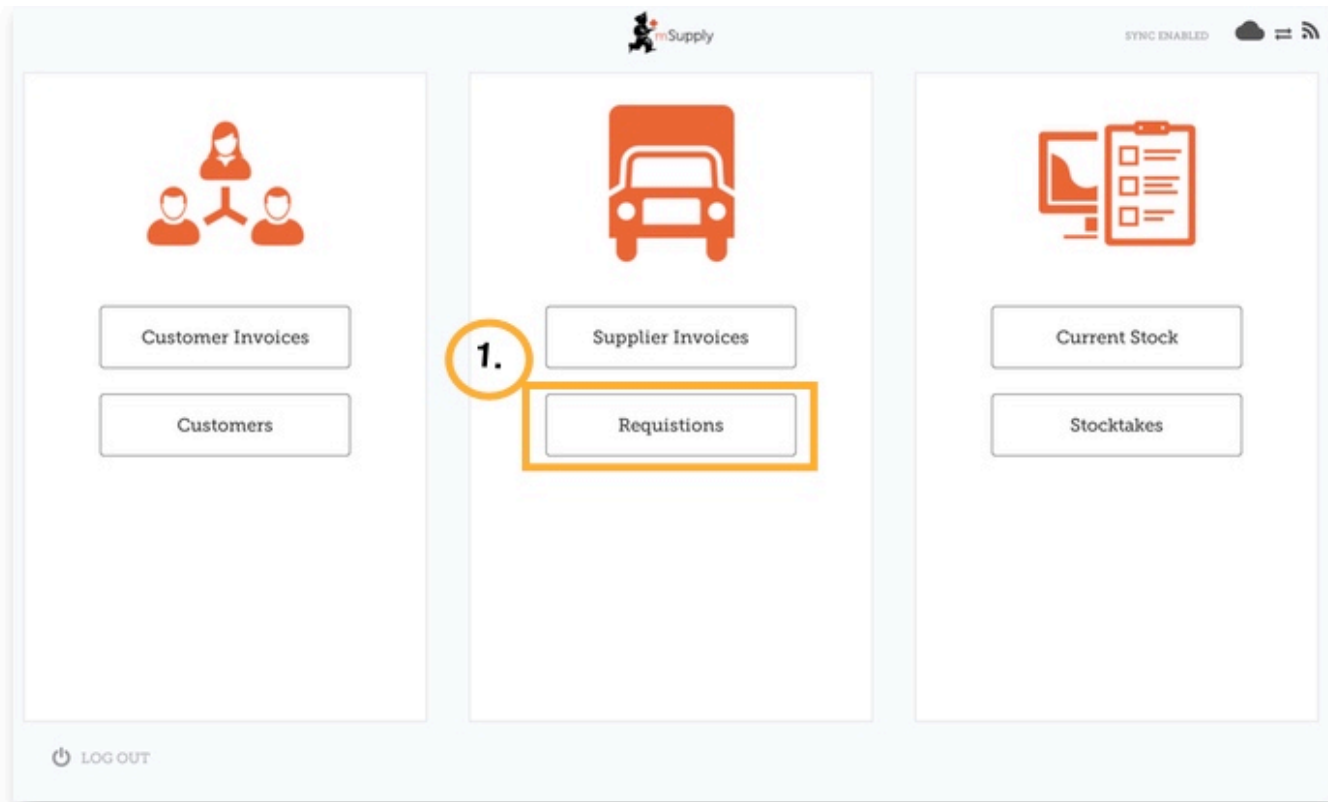 mSupply
SYNC ENABLED
Customer Invoices
Customers
1.
Supplier Invoices
Requistions
Current Stock
Stocktakes
LOG OUT